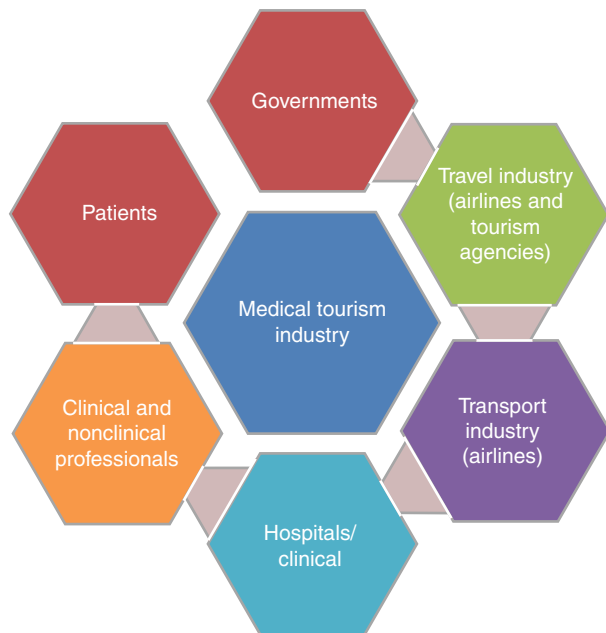 Governments
Patients
Travel industry
(airlines and
tourism
agencies)
Medical tourism
industry
Clinical and
nonclinical
professionals
Transport
industry
(airlines)
Hospitals/
clinical